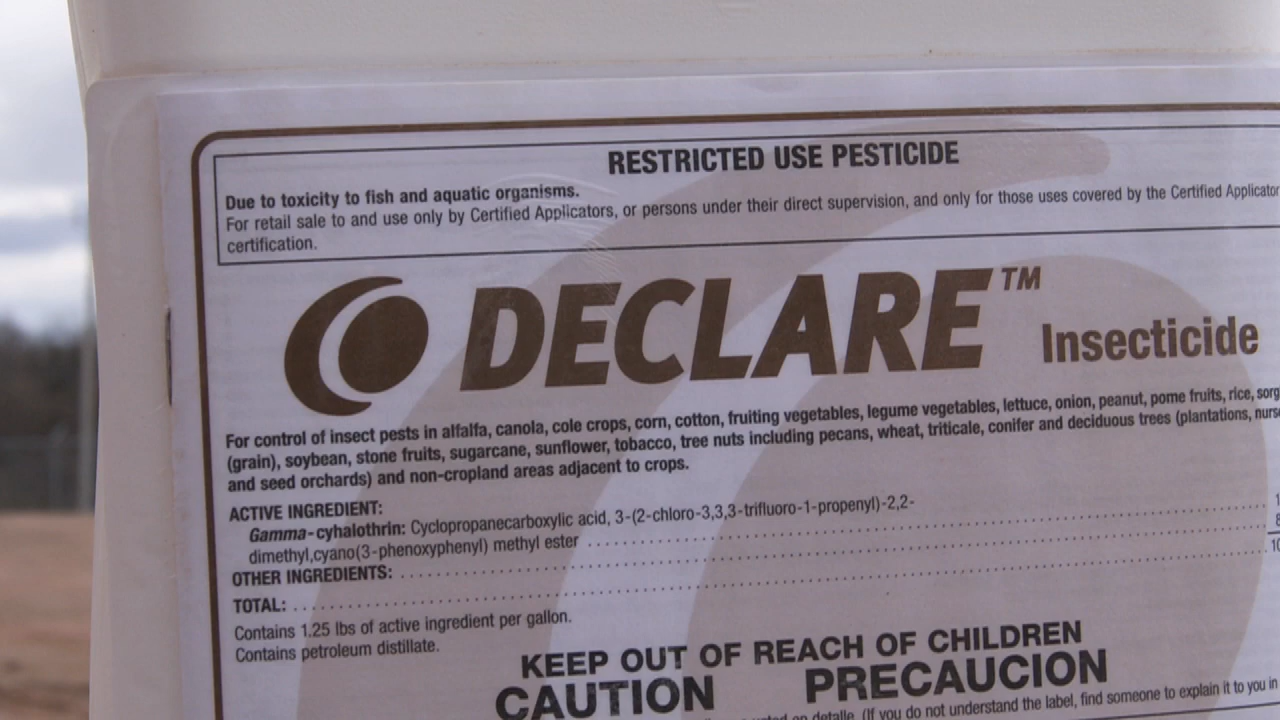 RESTRICTED USE PESTICIDE
Due to toxicity to fish and aquatic organisms.
For retail sale to and use only by Certified Applicators, or persons under their direct supervision, and only for those uses covered by the Certified Applicator
certification.
DECLARE™
Insecticide
For control of insect pests in alfalfa, canola, cole crops, corn, cotton, fruiting vegetables, legume vegetables, lettuce, onion, peanut, pome fruits, rice,
(grain), soybean, stone fruits, sugarcane, sunflower, tobacco, tree nuts including pecans, wheat, triticale, conifer and deciduous trees (plantations,
and seed orchards) and non-cropland areas adjacent to crops.
ACTIVE INGREDIENT:
Gamma-cyhalothrin: Cyclopropanecarboxylic acid, 3-(2-chloro-3,3,3-trifluoro-1-propenyl)-2,2-
dimethyl,cyano(3-phenoxyphenyl) methyl ester
OTHER INGREDIENTS:
TOTAL:
Contains 1.25 lbs of active ingredient per gallon.
Contains petroleum distillate.
KEEP OUT OF REACH OF CHILDREN
CAUTION PRECAUCION
en detalle. (If you do not understand the label, find someone to explain it to you in